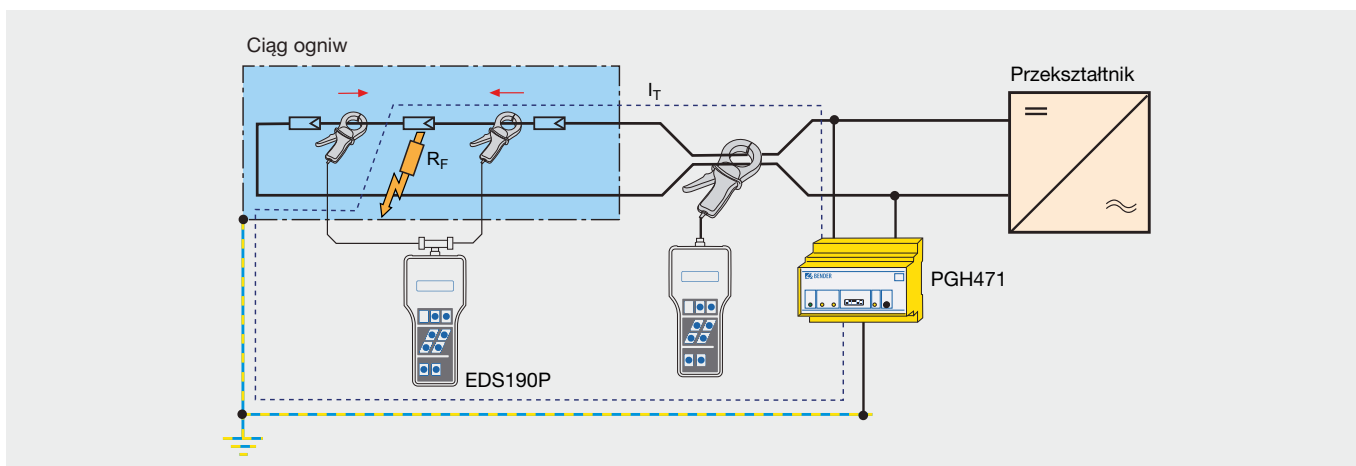 Ciąg ogniw
Przekształtnik
I_T
R_F
BENDER
PGH471
EDS190P